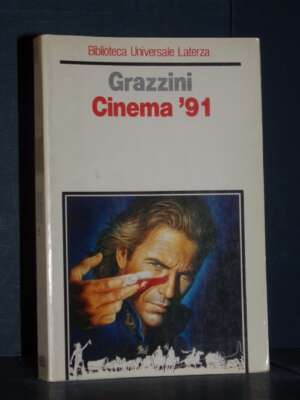 Biblioteca Universale Laterza
Grazzini
Cinema '91